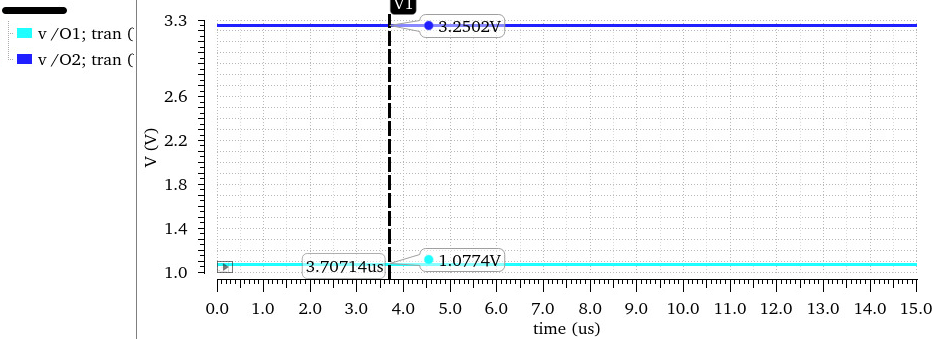 V1
v /O1; tran (
v /O2; tran (
3.3
2.6
2.2
1.8
1.4
1.0
V (V)
3.2502V
1.0774V
3.70714us
0.0 1.0 2.0 3.0 4.0 5.0 6.0 7.0 8.0 9.0 10.0 11.0 12.0 13.0 14.0 15.0
time (us)